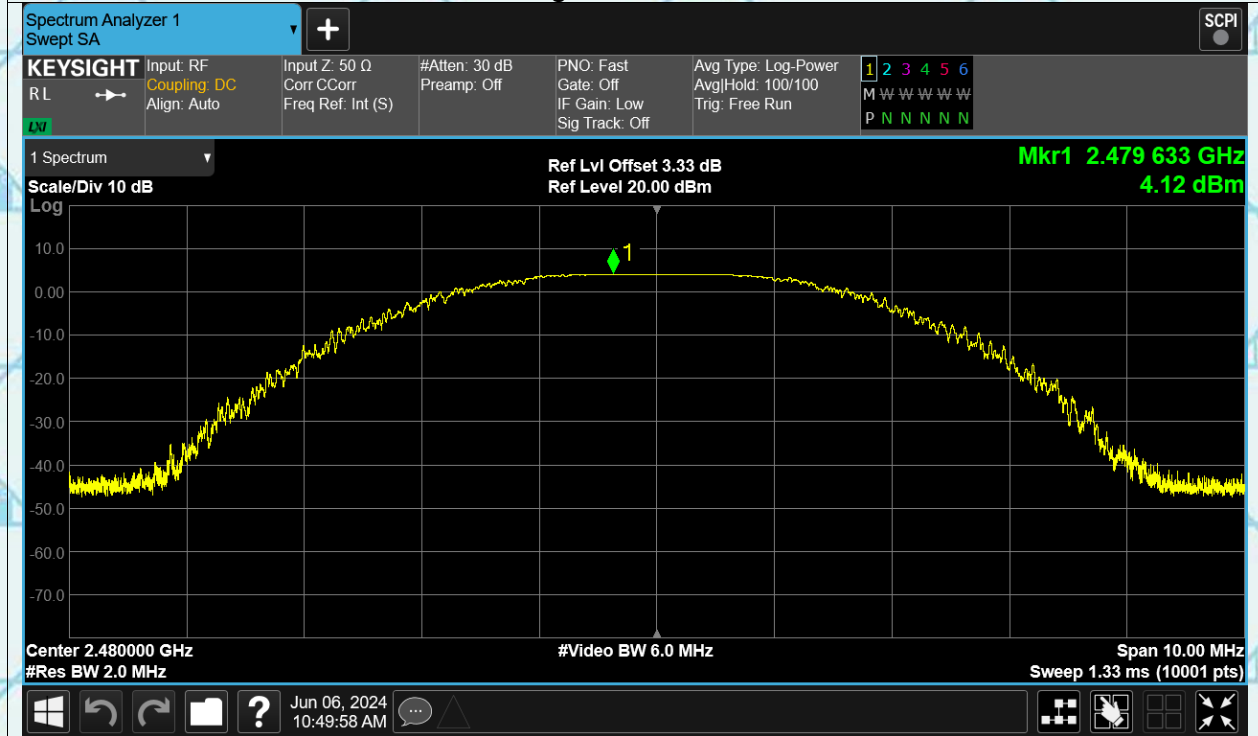 Spectrum Analyzer 1
Swept SA
+
SCPI
KEYSIGHT
RL
LXI
Input: RF
Coupling: DC
Align: Auto
Input Z: 50 Ω
Corr CCorr
Freq Ref: Int (S)
#Atten: 30 dB
Preamp: Off
PNO: Fast
Gate: Off
IF Gain: Low
Sig Track: Off
Avg Type: Log-Power
Avg|Hold: 100/100
Trig: Free Run
1 2 3 4 5 6
M W W W W W
P N N N N N
1 Spectrum
Scale/Div 10 dB
Log
Ref Lvl Offset 3.33 dB
Ref Level 20.00 dBm
Mkr1 2.479 633 GHz
4.12 dBm
1
10.0
0.00
-10.0
-20.0
-30.0
-40.0
-50.0
-60.0
-70.0
Center 2.480000 GHz
#Res BW 2.0 MHz
#Video BW 6.0 MHz
Span 10.00 MHz
Sweep 1.33 ms (10001 pts)
?
Jun 06, 2024
10:49:58 AM